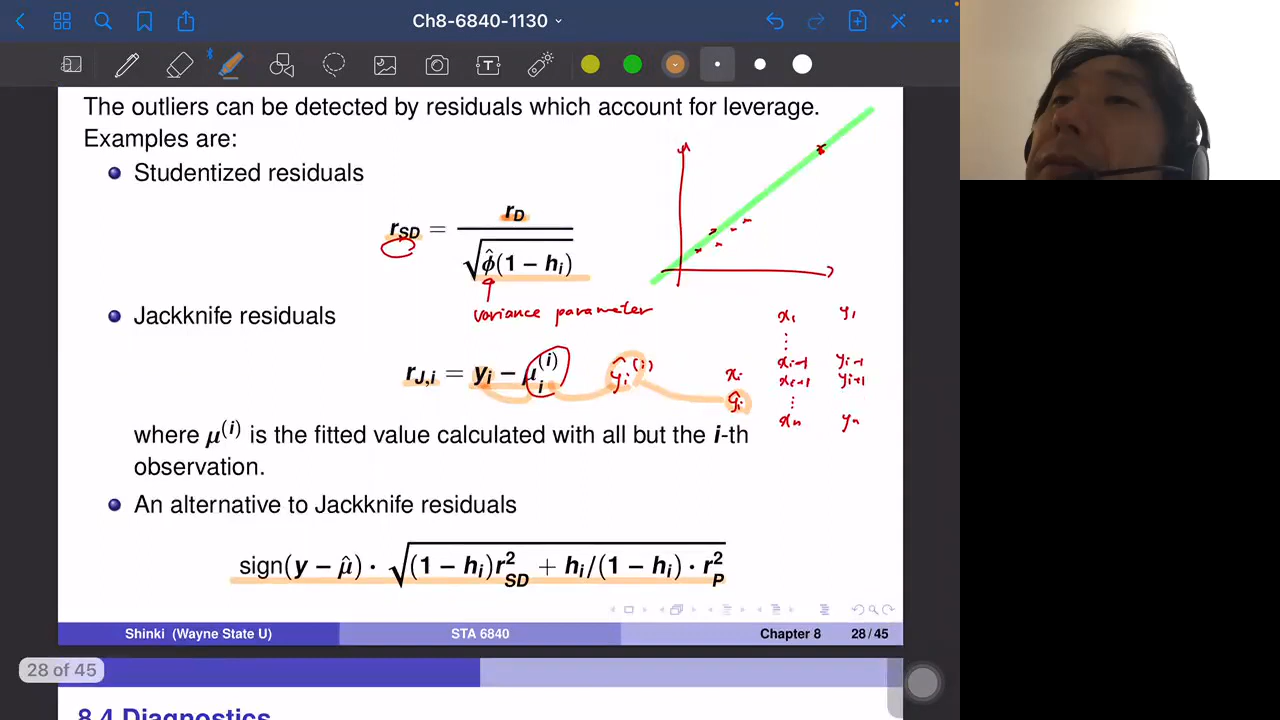 Ch8-6840-1130
The outliers can be detected by residuals which account for leverage.
Examples are:
Studentized residuals
r_SD = r_D / √(φ̂(1 − h_i))
variance parameter
Jackknife residuals
r_J,i = y_i − μ_i^(i) ŷ_i^(i)
x_1 y_1
⋮
x_i x_i-1 y_i-1
x_i+1 y_i+1
ŷ_i ⋮
x_n y_n
where μ^(i) is the fitted value calculated with all but the i-th
observation.
An alternative to Jackknife residuals
sign(y − μ̂) · √((1 − h_i)r²_SD + h_i/(1 − h_i) · r²_P)
Shinki (Wayne State U) STA 6840 Chapter 8 28/45
28 of 45
8.4 Diagnostics